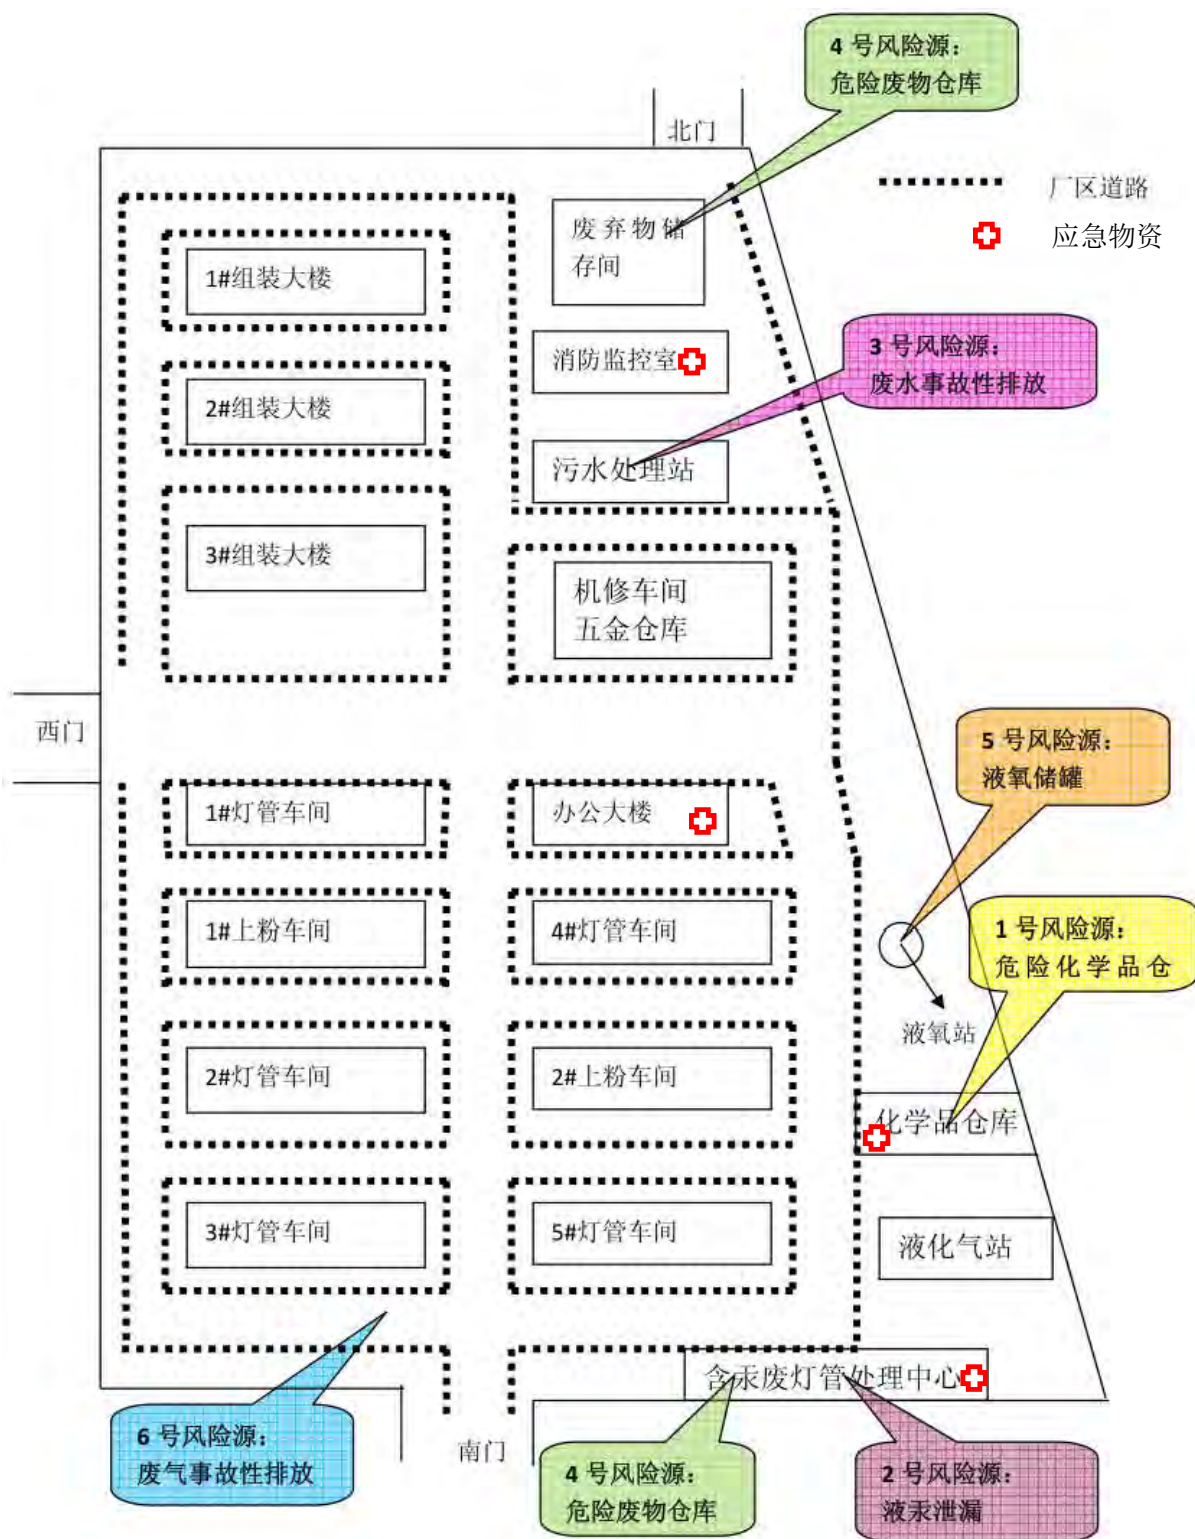 4 号风险源：
危险废物仓库
北门
厂区道路
应急物资
废弃物储
存间
1#组装大楼
消防监控室
3 号风险源：
废水事故性排放
2#组装大楼
污水处理站
3#组装大楼
机修车间
五金仓库
西门
5 号风险源：
液氧储罐
1#灯管车间
办公大楼
1#上粉车间
4#灯管车间
1 号风险源：
危险化学品仓
液氧站
2#灯管车间
2#上粉车间
化学品仓库
3#灯管车间
5#灯管车间
液化气站
含汞废灯管处理中心
6 号风险源：
废气事故性排放
南门
4 号风险源：
危险废物仓库
2 号风险源：
液汞泄漏